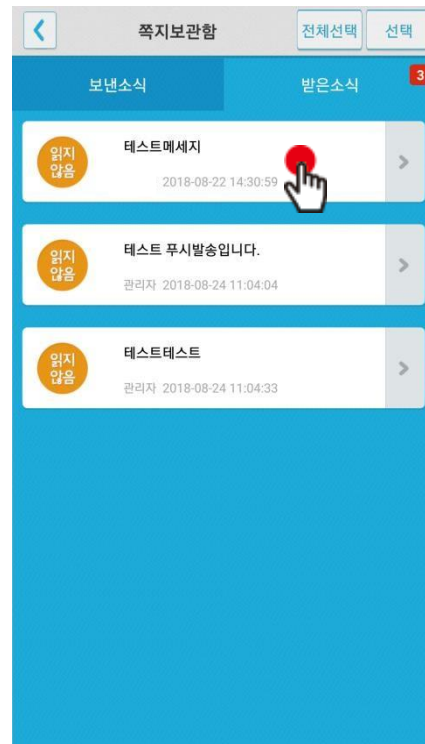 쪽지보관함
전체선택
선택
보낸소식
받은소식
3
읽지
않음
테스트메세지
2018-08-22 14:30:59
읽지
않음
테스트 푸시발송입니다.
관리자 2018-08-24 11:04:04
읽지
않음
테스트테스트
관리자 2018-08-24 11:04:33